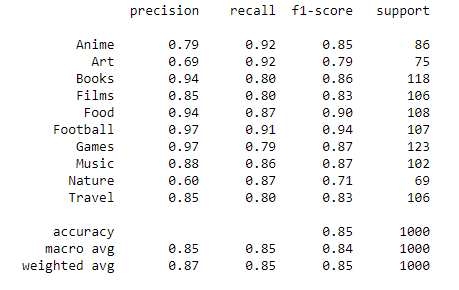 precision recall f1-score support
Anime 0.79 0.92 0.85 86
Art 0.69 0.92 0.79 75
Books 0.94 0.80 0.86 118
Films 0.85 0.80 0.83 106
Food 0.94 0.87 0.90 108
Football 0.97 0.91 0.94 107
Games 0.97 0.79 0.87 123
Music 0.88 0.86 0.87 102
Nature 0.60 0.87 0.71 69
Travel 0.85 0.80 0.83 106
accuracy 0.85 1000
macro avg 0.85 0.85 0.84 1000
weighted avg 0.87 0.85 0.85 1000